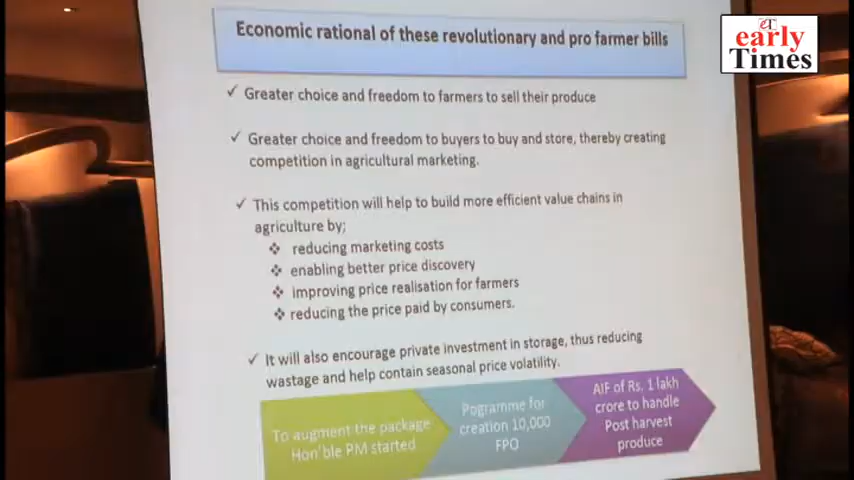 Economic rational of these revolutionary and pro farmer bills
ध
early
Times
✓ Greater choice and freedom to farmers to sell their produce
✓ Greater choice and freedom to buyers to buy and store, thereby creating
competition in agricultural marketing.
✓ This competition will help to build more efficient value chains in
agriculture by;
❖ reducing marketing costs
❖ enabling better price discovery
❖ improving price realisation for farmers
❖ reducing the price paid by consumers.
✓ It will also encourage private investment in storage, thus reducing
wastage and help contain seasonal price volatility.
To augment the package
Hon'ble PM started
Pogramme for
creation 10,000
FPO
AIF of Rs. 1 lakh
crore to handle
Post harvest
produce